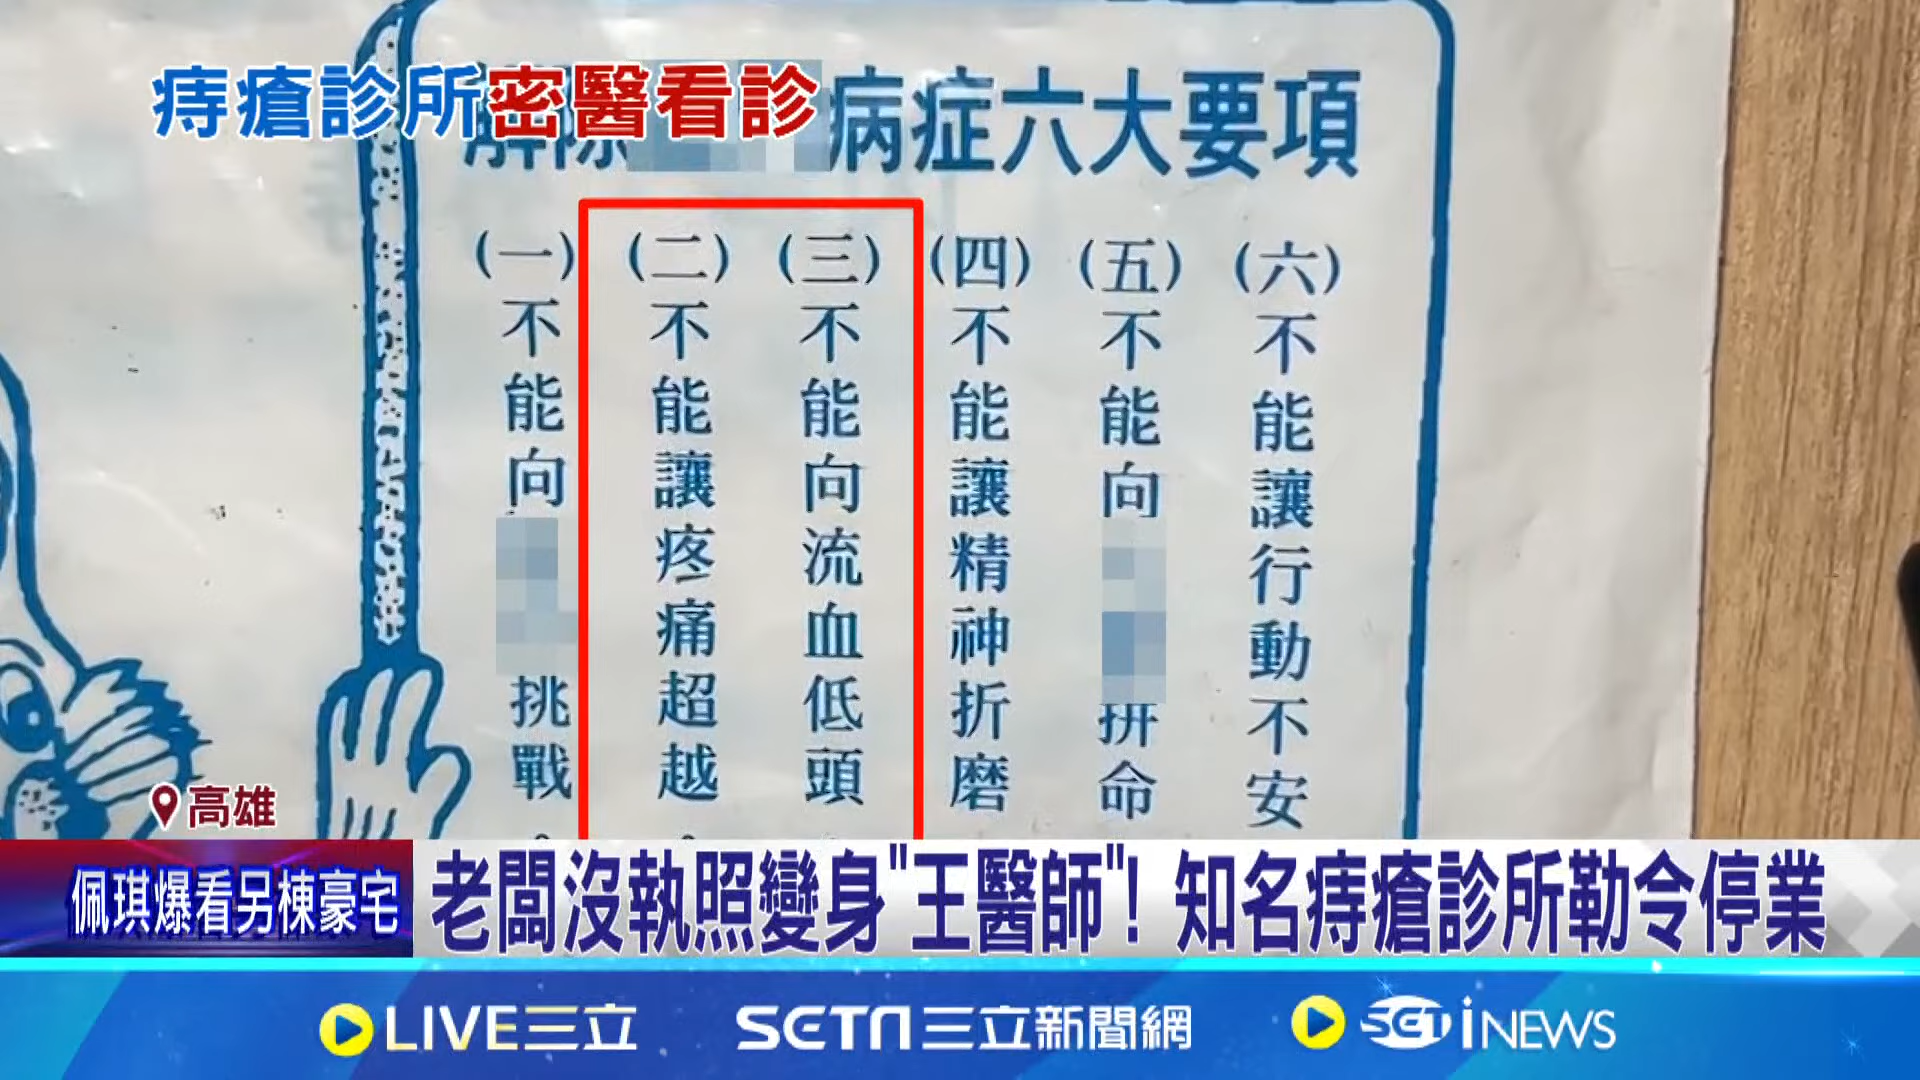 痔瘡診所密醫看診
解除
病症六大要項
(一)不能向
挑戰
(二)不能讓疼痛超越
(三)不能向流血低頭
(四)不能讓精神折磨
(五)不能向
拼命
(六)不能讓行動不安
高雄
佩琪爆看另棟豪宅
老闆沒執照變身"王醫師"! 知名痔瘡診所勒令停業
LIVE三立
SETN三立新聞網
SET iNEWS